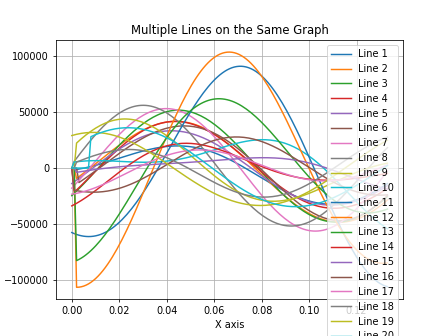 Multiple Lines on the Same Graph
100000
50000
0
−50000
−100000
0.00
0.02
0.04
0.06
0.08
0.10
X axis
Line 1
Line 2
Line 3
Line 4
Line 5
Line 6
Line 7
Line 8
Line 9
Line 10
Line 11
Line 12
Line 13
Line 14
Line 15
Line 16
Line 17
Line 18
Line 19
Line 20